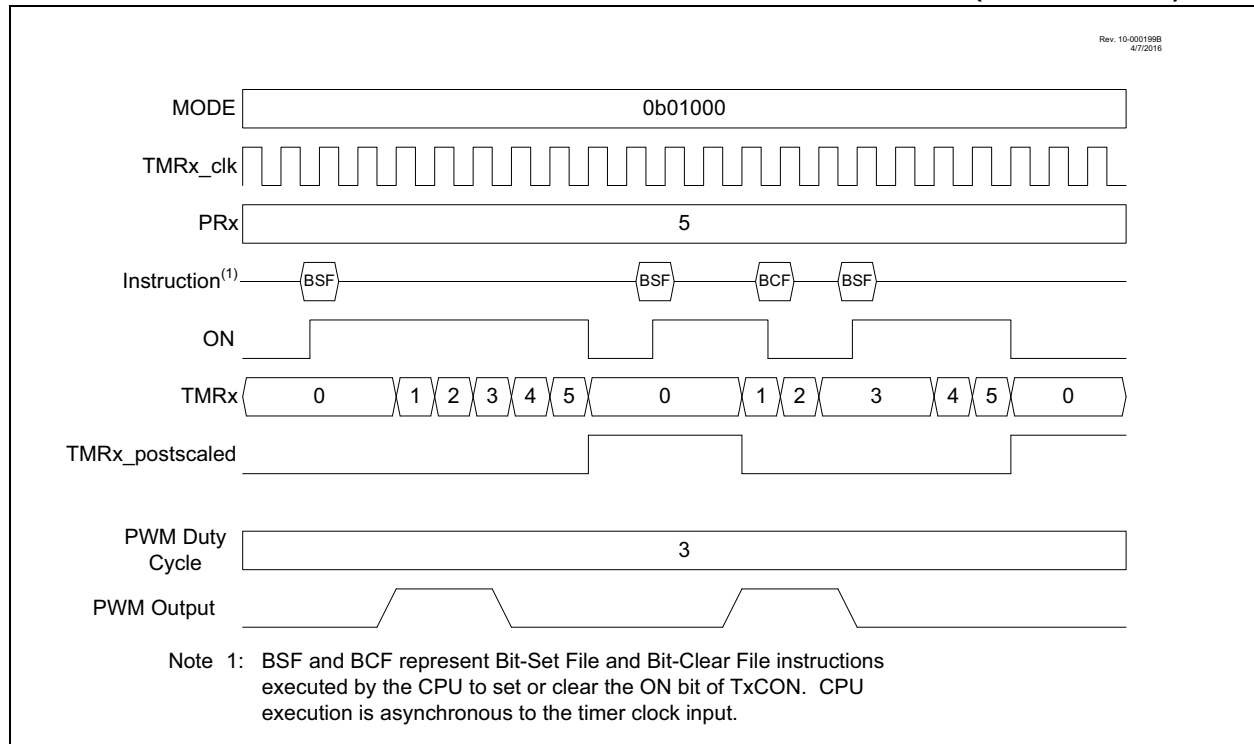 Rev. 10-000199B
4/7/2016
MODE 0b01000
TMRx_clk
PRx 5
Instruction(1) BSF BSF BCF BSF
ON
TMRx 0 1 2 3 4 5 0 1 2 3 4 5 0
TMRx_postscaled
PWM Duty
Cycle 3
PWM Output
Note 1: BSF and BCF represent Bit-Set File and Bit-Clear File instructions
executed by the CPU to set or clear the ON bit of TxCON. CPU
execution is asynchronous to the timer clock input.